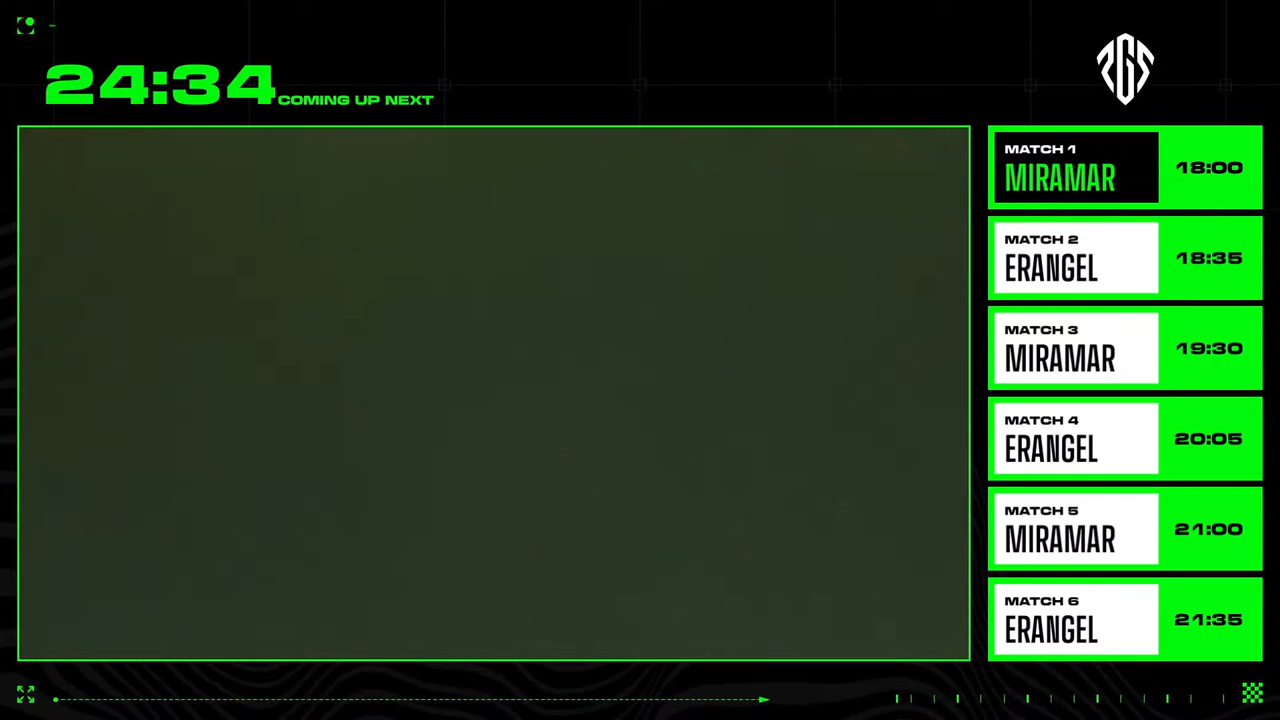 24:34 COMING UP NEXT
PGS
MATCH 1
MIRAMAR
18:00
MATCH 2
ERANGEL
18:35
MATCH 3
MIRAMAR
19:30
MATCH 4
ERANGEL
20:05
MATCH 5
MIRAMAR
21:00
MATCH 6
ERANGEL
21:35